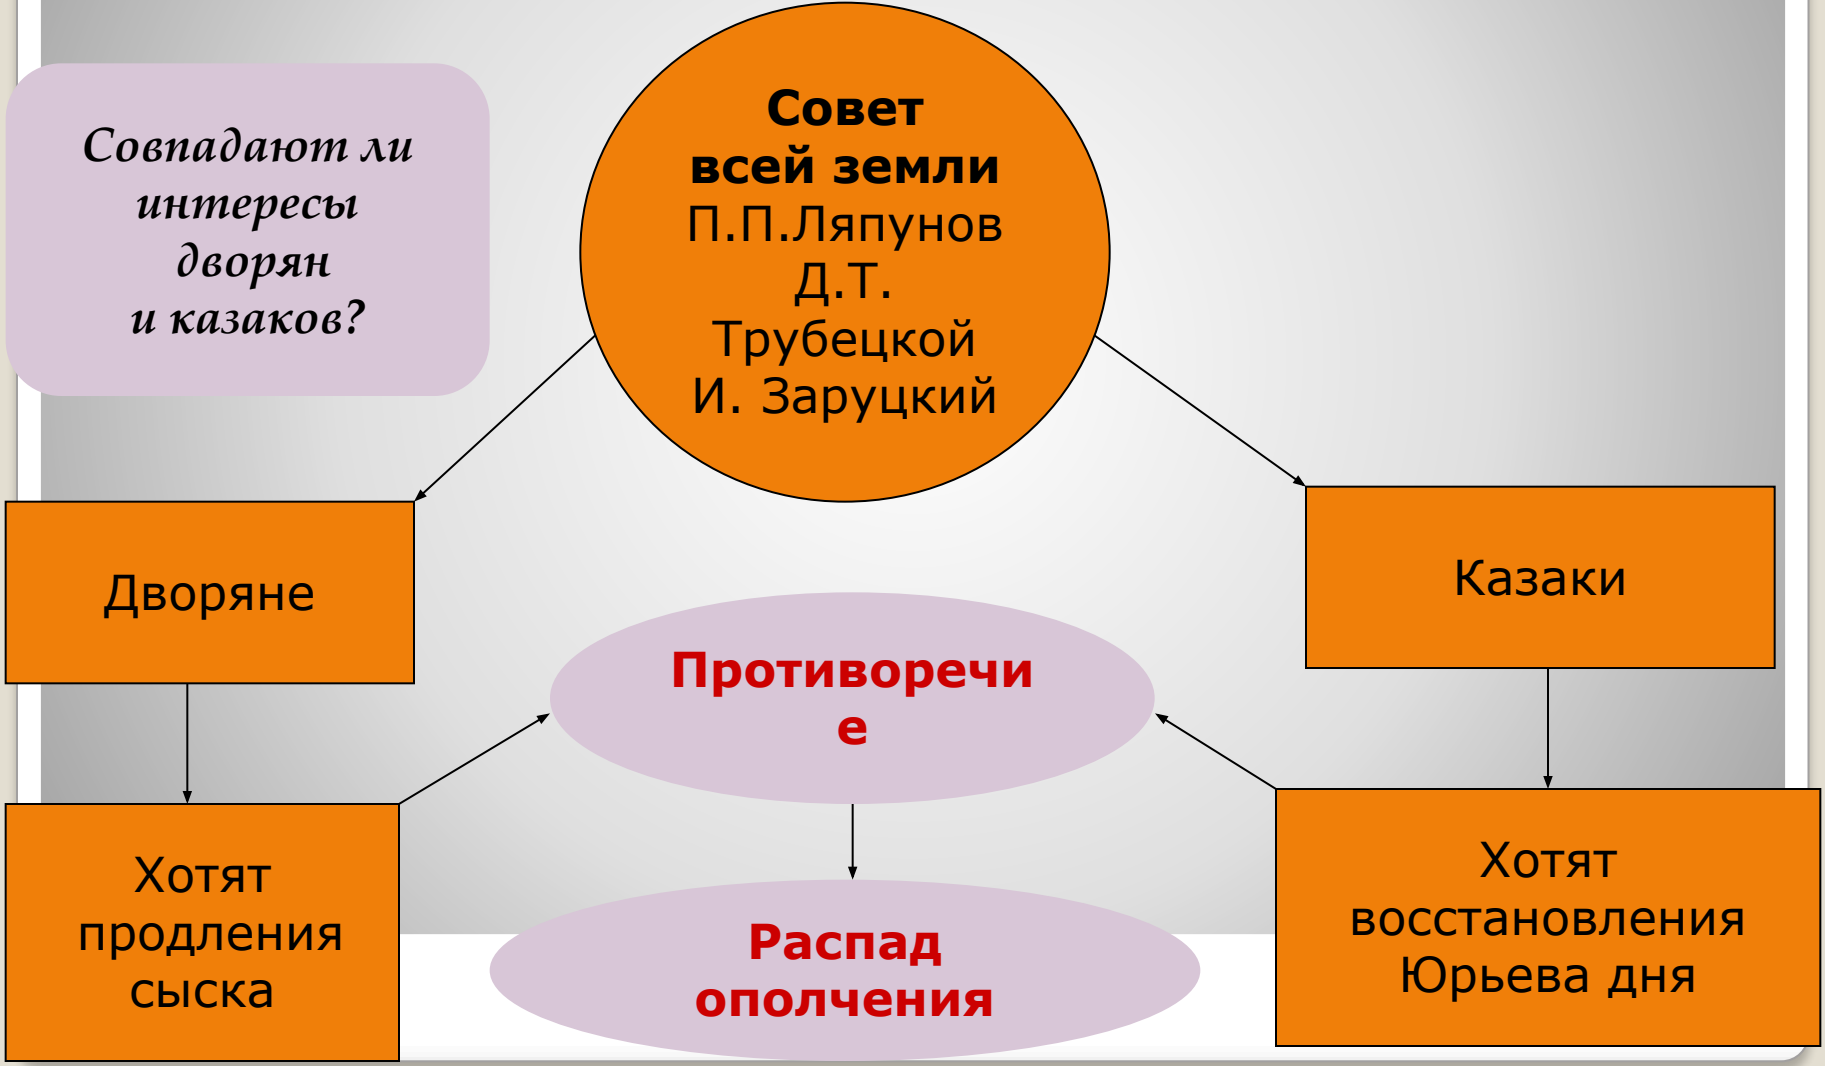 Совпадают ли
интересы
дворян
и казаков?
Совет
всей земли
П.П.Ляпунов
Д.Т.
Трубецкой
И. Заруцкий
Дворяне
Казаки
Противоречи
е
Хотят
продления
сыска
Хотят
восстановления
Юрьева дня
Распад
ополчения